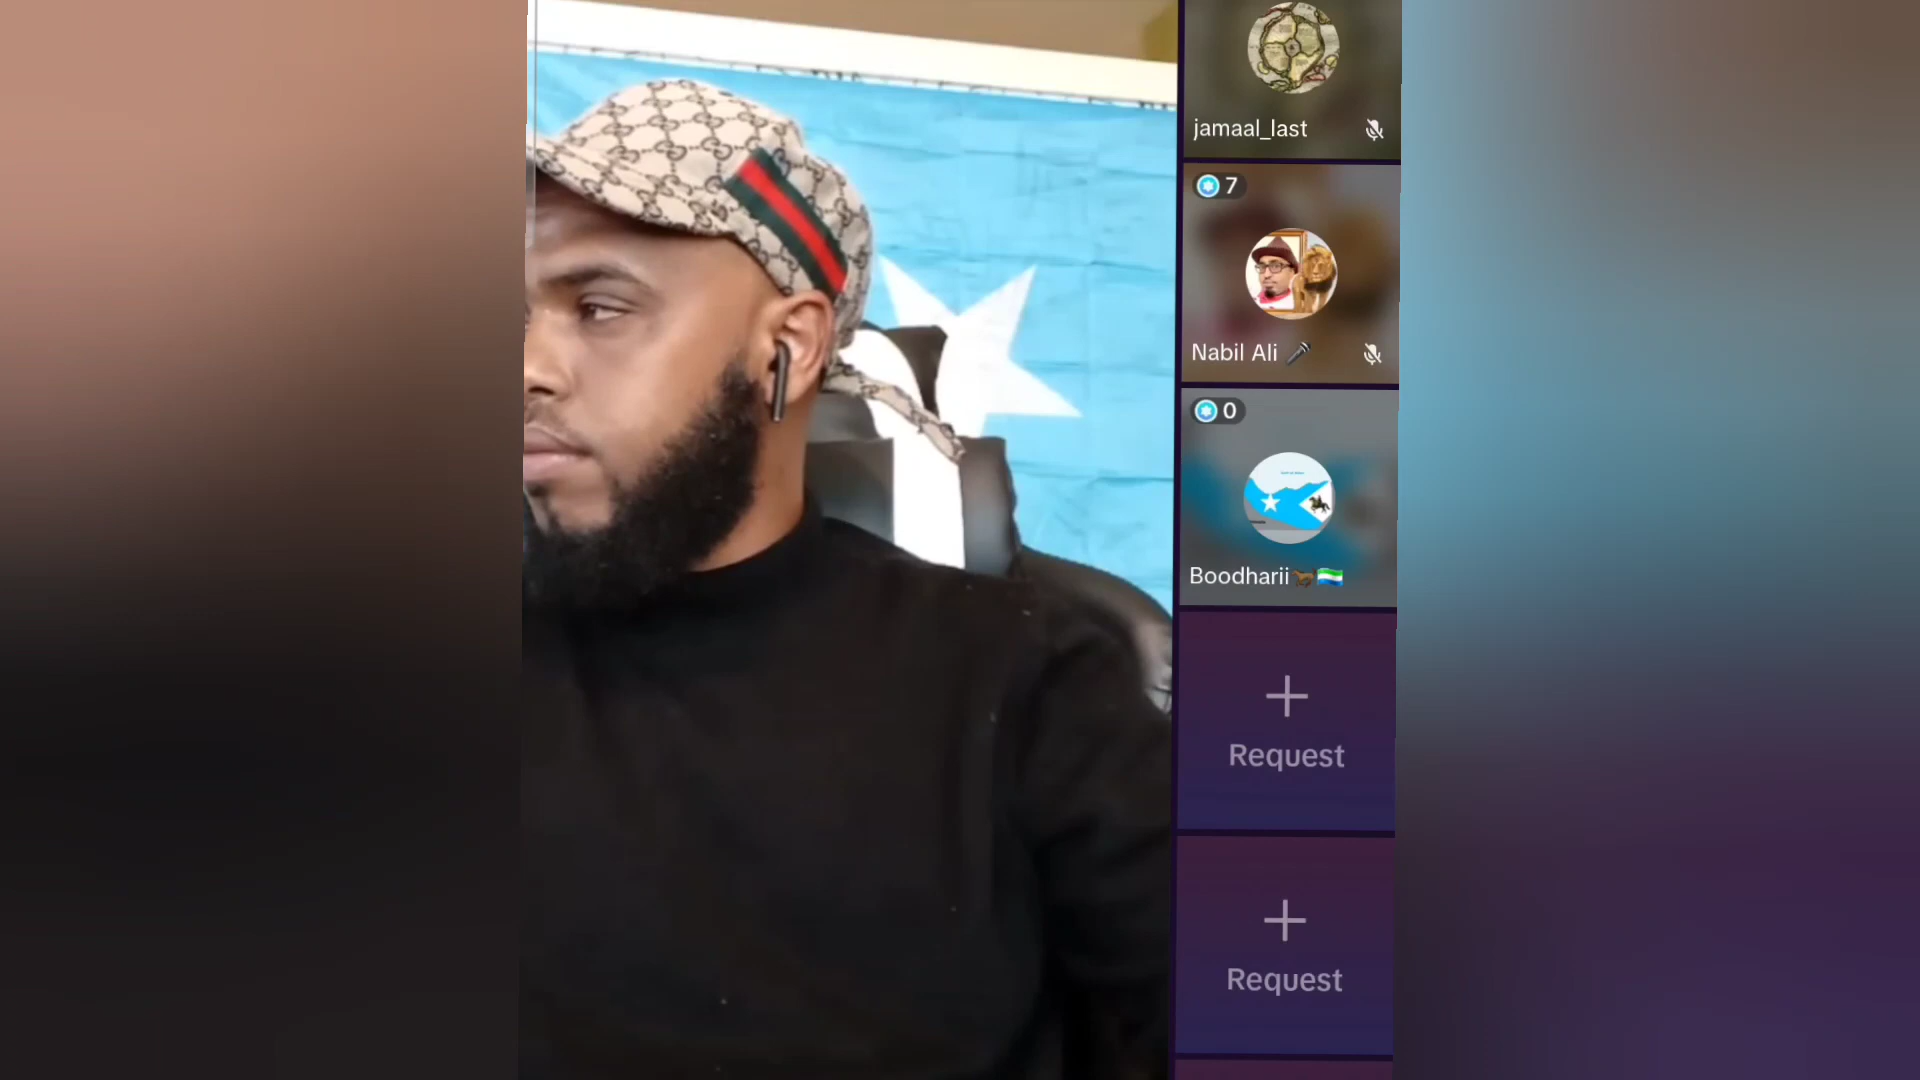 jamaal_last
7
Nabil Ali 🎤
0
Boodharii🐎🇸🇱
Request
Request